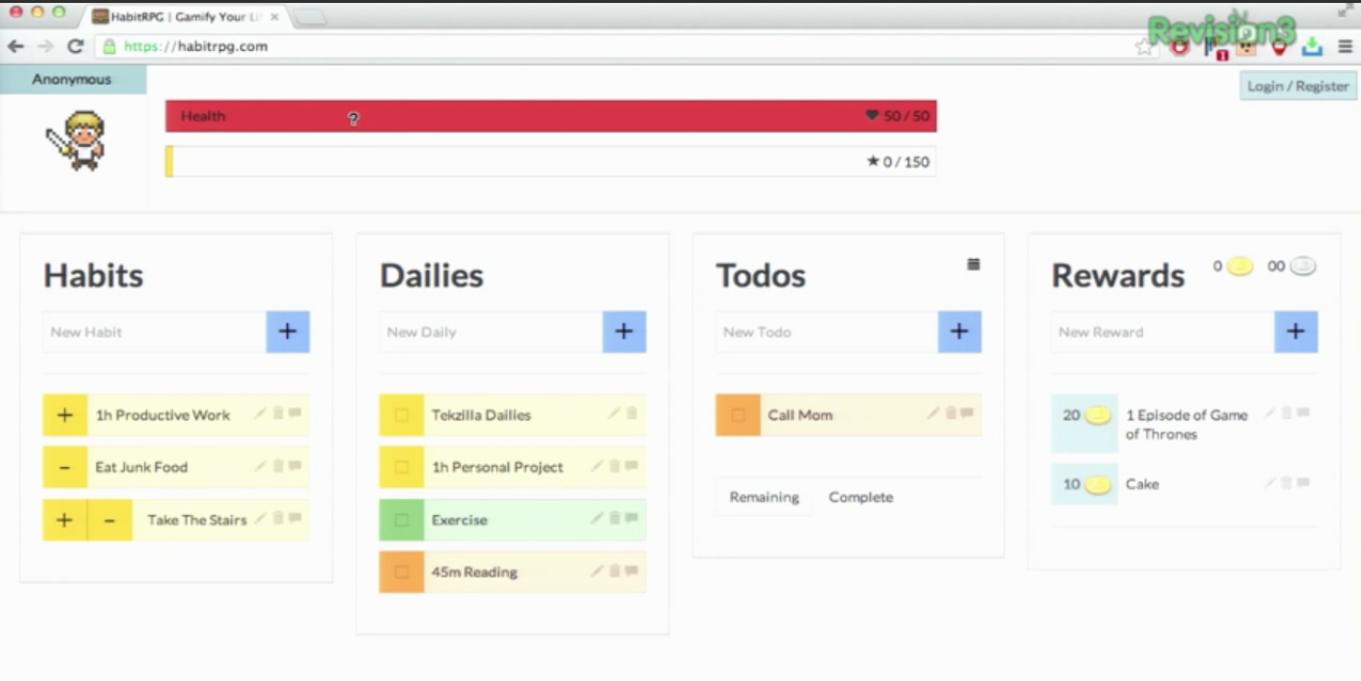 HabitRPG | Gamify Your Li
https://habitrpg.com
Revision3
1
Anonymous
Login / Register
Health
?
50 / 50
0 / 150
Habits
New Habit
+
+ 1h Productive Work
- Eat Junk Food
+ - Take The Stairs
Dailies
New Daily
+
Tekzilla Dailies
1h Personal Project
Exercise
45m Reading
Todos
New Todo
+
Call Mom
Remaining Complete
Rewards
0 00
New Reward
+
20 1 Episode of Game
of Thrones
10 Cake